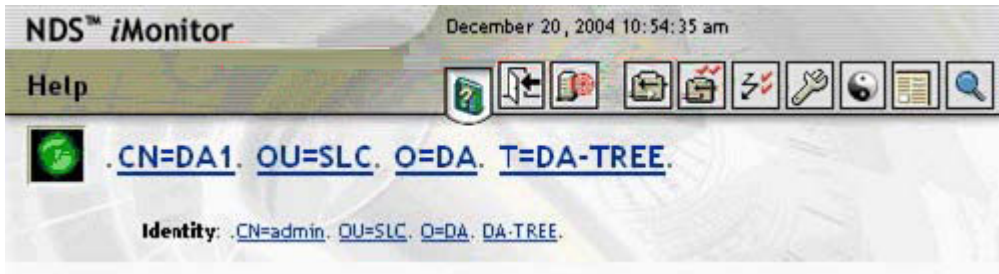 NDS™ iMonitor
December 20, 2004 10:54:35 am
Help
.CN=DA1. OU=SLC. O=DA. T=DA-TREE.
Identity: .CN=admin. OU=SLC. O=DA. DA-TREE.